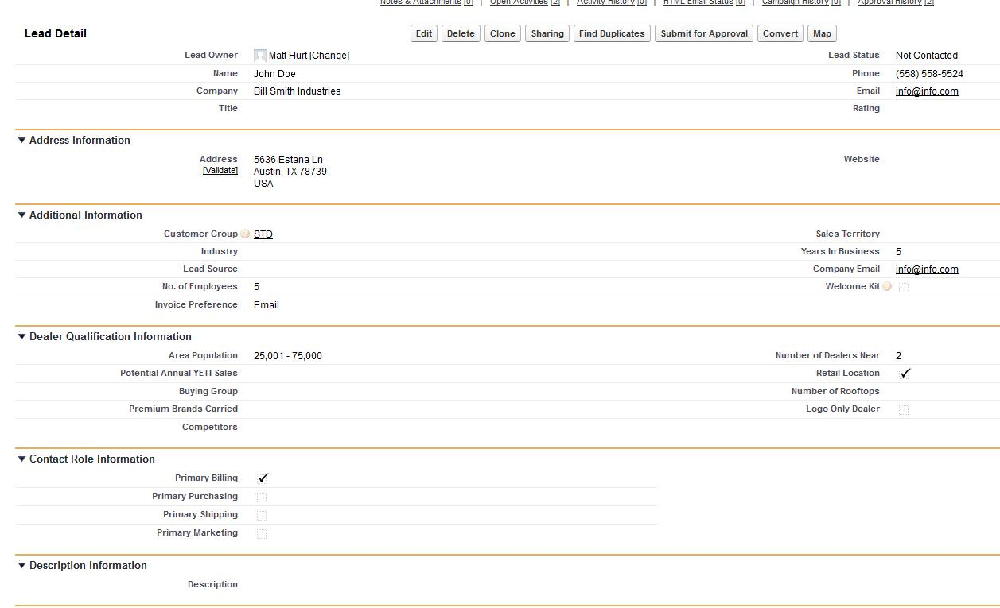 Notes & Attachments [0] | Open Activities [2] | Activity History [0] | HTML Email Status [0] | Campaign History [0] | Approval History [2]
Lead Detail Edit Delete Clone Sharing Find Duplicates Submit for Approval Convert Map
Lead Owner Matt Hurt [Change] Lead Status Not Contacted
Name John Doe Phone (558) 558-5524
Company Bill Smith Industries Email info@info.com
Title Rating
Address Information
Address 5636 Estana Ln Website
[Validate] Austin, TX 78739
USA
Additional Information
Customer Group ? STD Sales Territory
Industry Years In Business 5
Lead Source Company Email info@info.com
No. of Employees 5 Welcome Kit ?
Invoice Preference Email
Dealer Qualification Information
Area Population 25,001 - 75,000 Number of Dealers Near 2
Potential Annual YETI Sales Retail Location
Buying Group Number of Rooftops
Premium Brands Carried Logo Only Dealer
Competitors
Contact Role Information
Primary Billing
Primary Purchasing
Primary Shipping
Primary Marketing
Description Information
Description